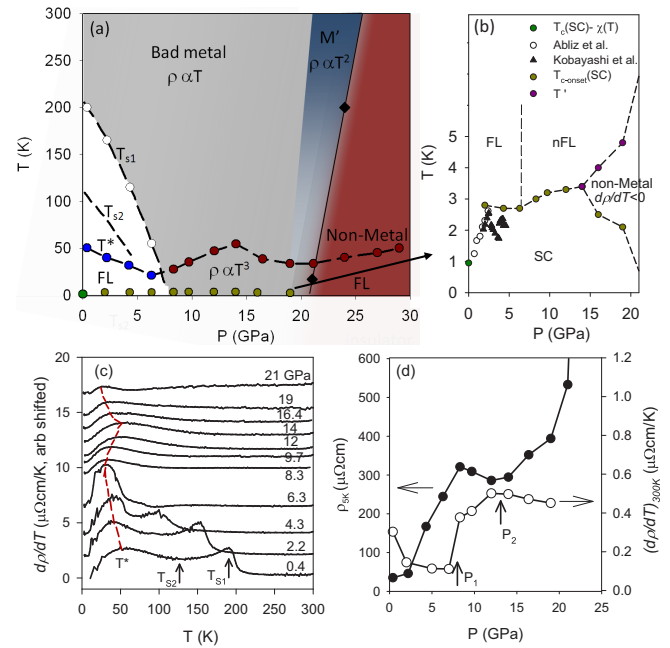 (a)
Bad metal
ρ αT
M'
ρ αT²
T_s1
T_s2
T*
FL
ρ αT³
Non-Metal
FL
300
250
200
150
100
50
0
T (K)
0 5 10 15 20 25 30
P (GPa)
(b)
T_c(SC)- χ(T)
Abliz et al.
Kobayashi et al.
T_c-onset(SC)
T '
FL
nFL
non-Metal
dρ/dT<0
SC
5
4
3
2
1
0
T (K)
0 5 10 15 20
P (GPa)
(c)
21 GPa
19
16.4
14
12
9.7
8.3
6.3
4.3
2.2
0.4
T*
T_S2
T_S1
20
15
10
5
0
dρ/dT (μΩcm/K, arb shifted)
0 50 100 150 200 250 300
T (K)
(d)
P_1
P_2
600
500
400
300
200
100
0
ρ_5K (μΩcm)
1.2
1.0
0.8
0.6
0.4
0.2
0.0
(dρ/dT)_300K (μΩcm/K)
0 5 10 15 20 25
P (GPa)